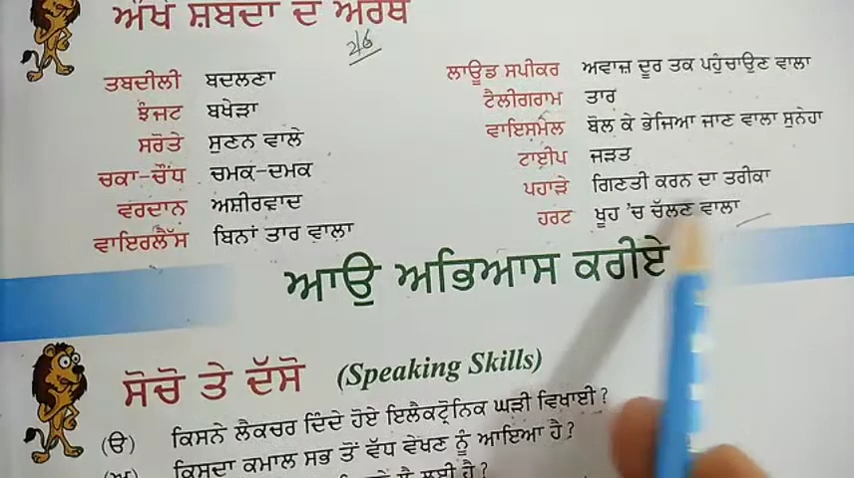 ਔਖੇ ਸ਼ਬਦਾਂ ਦੇ ਅਰਥ
26
ਤਬਦੀਲੀ ਬਦਲਣਾ
ਝੰਜਟ ਬਖੇੜਾ
ਸਰੋਤੇ ਸੁਣਨ ਵਾਲੇ
ਚਕਾ-ਚੌਂਧ ਚਮਕ-ਦਮਕ
ਵਰਦਾਨ ਅਸ਼ੀਰਵਾਦ
ਵਾਇਰਲੈੱਸ ਬਿਨਾਂ ਤਾਰ ਵਾਲਾ
ਲਾਊਡ ਸਪੀਕਰ ਅਵਾਜ਼ ਦੂਰ ਤਕ ਪਹੁੰਚਾਉਣ ਵਾਲਾ
ਟੈਲੀਗਰਾਮ ਤਾਰ
ਵਾਇਸਮੇਲ ਬੋਲ ਕੇ ਭੇਜਿਆ ਜਾਣ ਵਾਲਾ ਸੁਨੇਹਾ
ਟਾਈਪ ਜੜਤ
ਪਹਾੜੇ ਗਿਣਤੀ ਕਰਨ ਦਾ ਤਰੀਕਾ
ਹਰਟ ਖੂਹ 'ਚ ਚੱਲਣ ਵਾਲਾ
ਆਉ ਅਭਿਆਸ ਕਰੀਏ
ਸੋਚੋ ਤੇ ਦੱਸੋ (Speaking Skills)
(ੳ) ਕਿਸਨੇ ਲੈਕਚਰ ਦਿੰਦੇ ਹੋਏ ਇਲੈਕਟ੍ਰੋਨਿਕ ਘੜੀ ਵਿਖਾਈ?
(ਅ) ਕਿਸਦਾ ਕਮਾਲ ਸਭ ਤੋਂ ਵੱਧ ਵੇਖਣ ਨੂੰ ਆਇਆ ਹੈ?